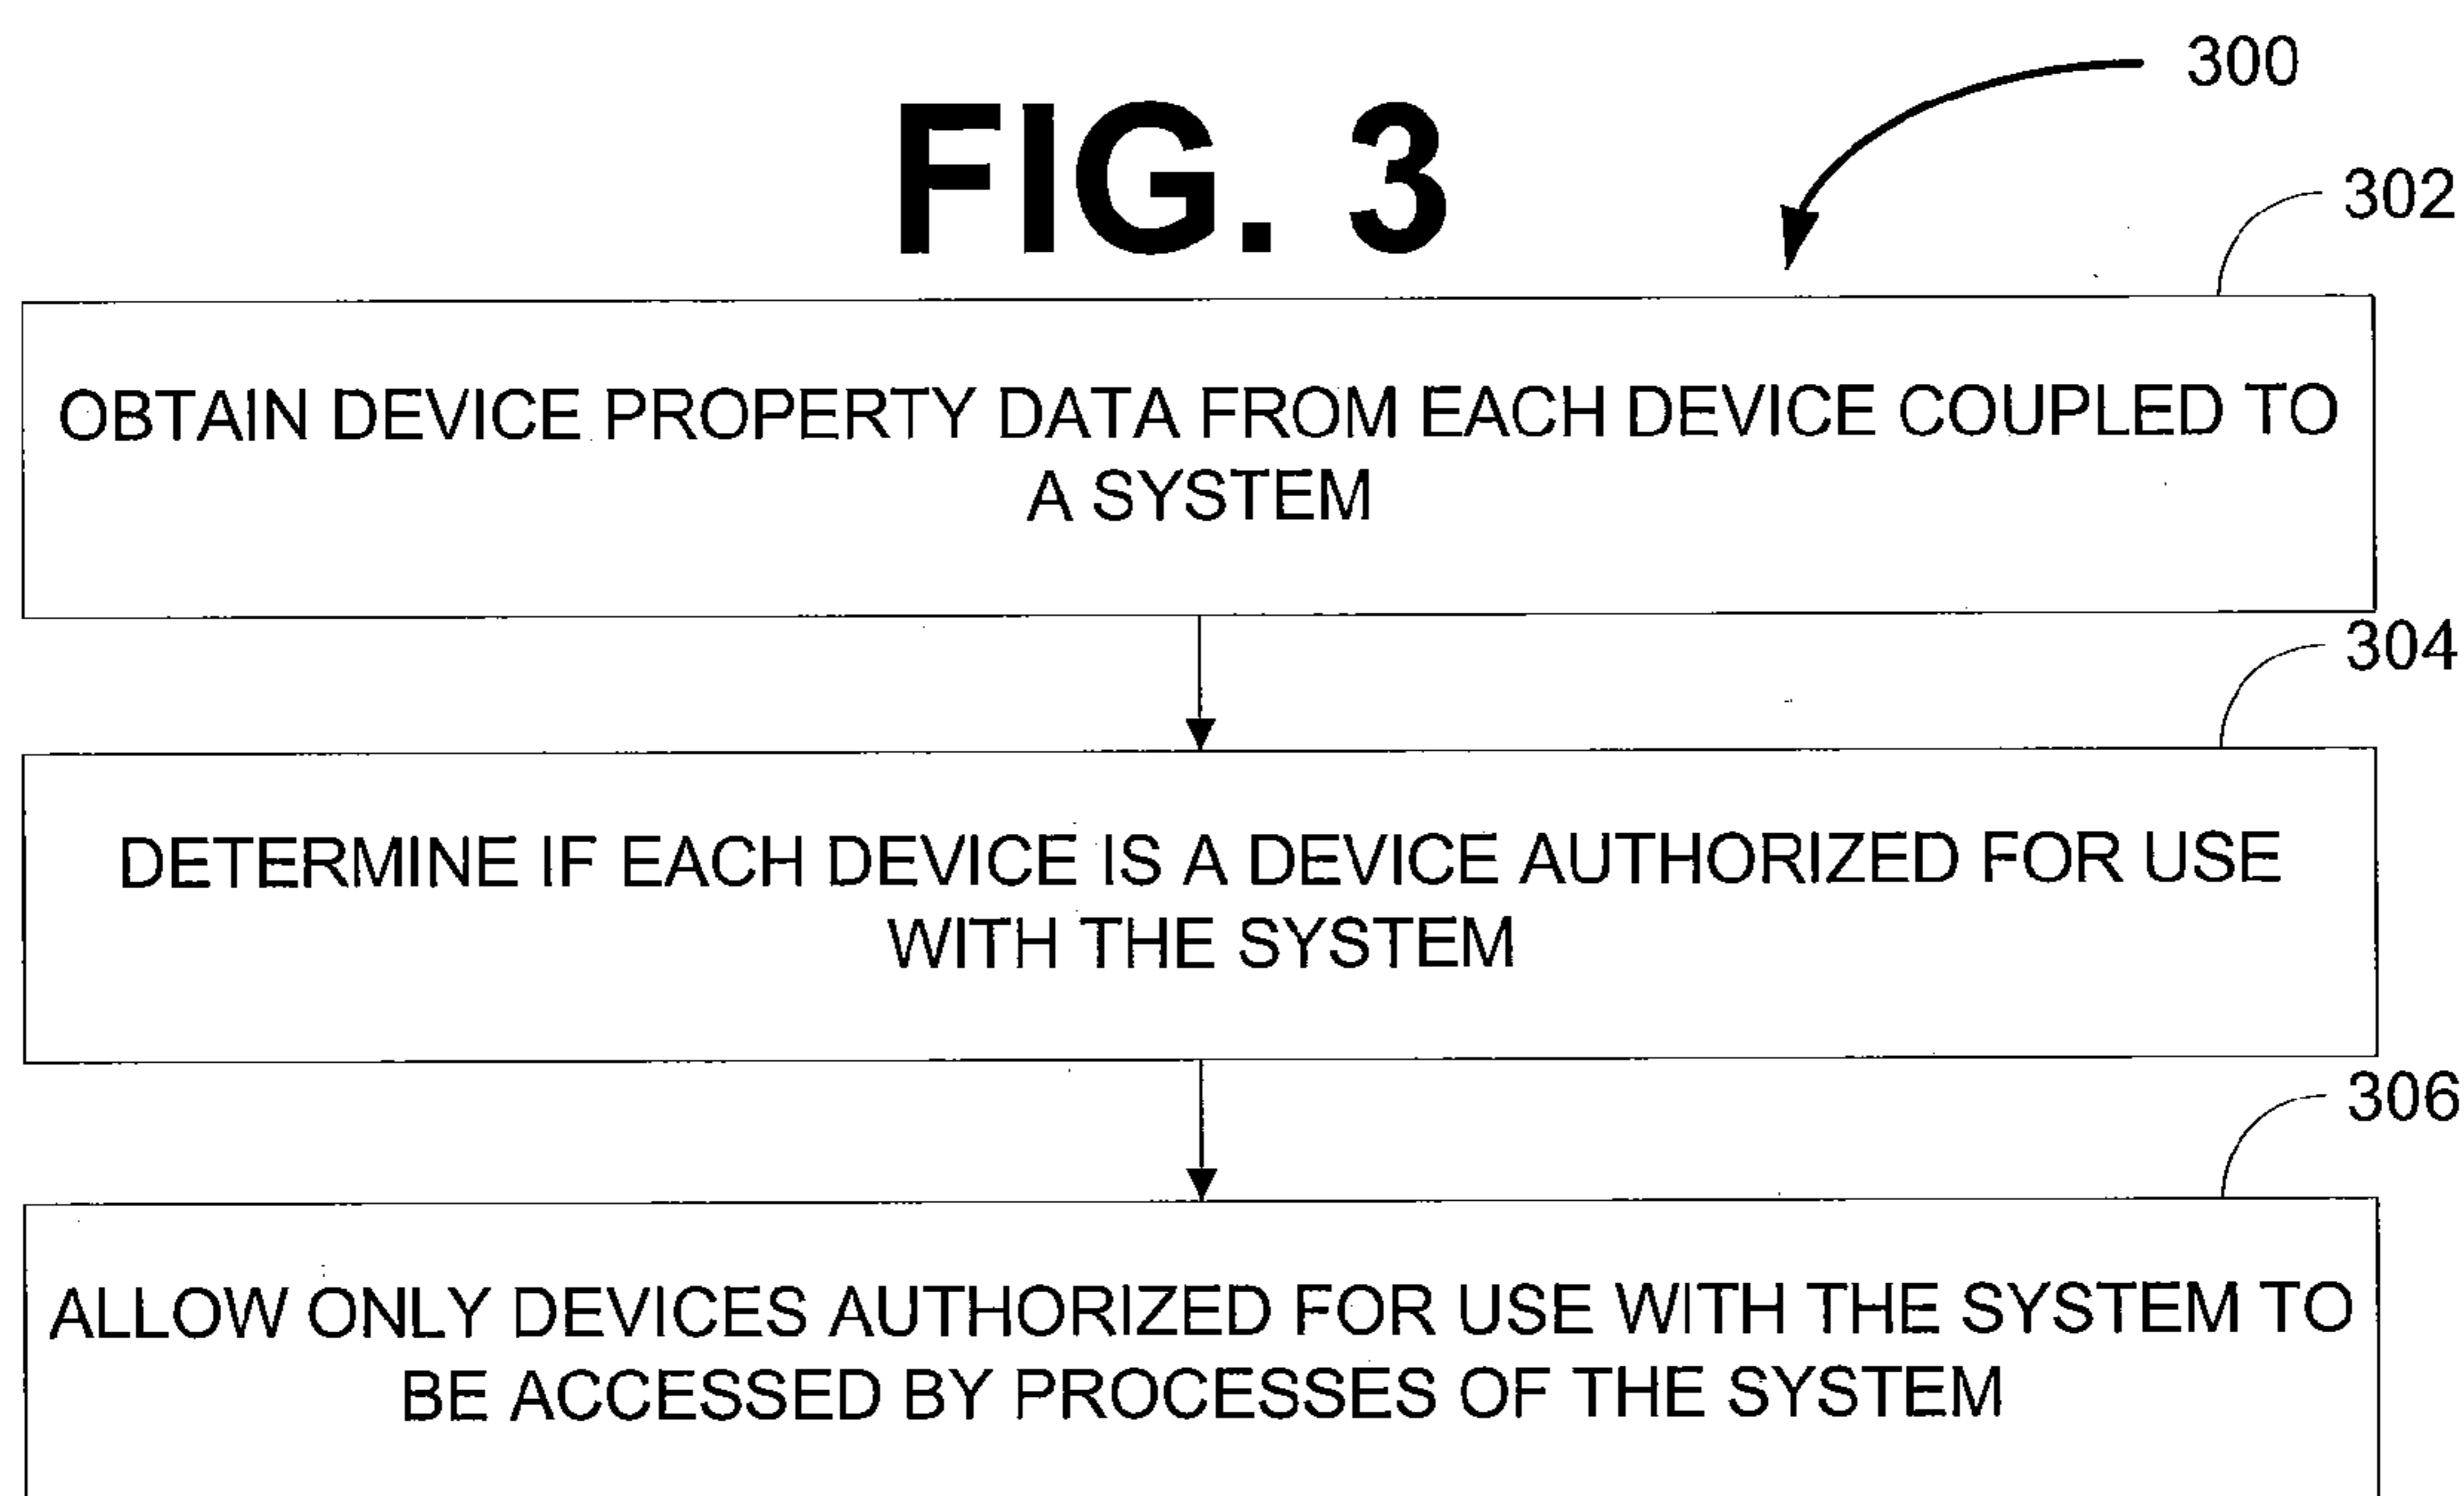 300
FIG. 3
302
OBTAIN DEVICE PROPERTY DATA FROM EACH DEVICE COUPLED TO
A SYSTEM
304
DETERMINE IF EACH DEVICE IS A DEVICE AUTHORIZED FOR USE
WITH THE SYSTEM
306
ALLOW ONLY DEVICES AUTHORIZED FOR USE WITH THE SYSTEM TO
BE ACCESSED BY PROCESSES OF THE SYSTEM